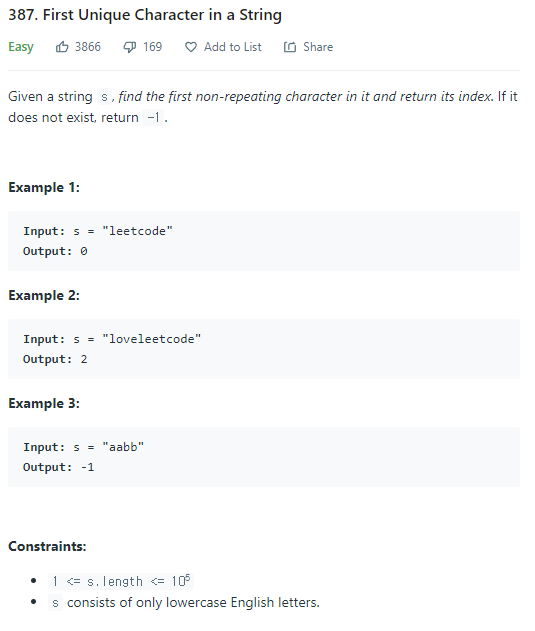 387. First Unique Character in a String
Easy 3866 169 Add to List Share
Given a string s, find the first non-repeating character in it and return its index. If it
does not exist, return -1.
Example 1:
Input: s = "leetcode"
Output: 0
Example 2:
Input: s = "loveleetcode"
Output: 2
Example 3:
Input: s = "aabb"
Output: -1
Constraints:
• 1 <= s.length <= 10⁵
• s consists of only lowercase English letters.